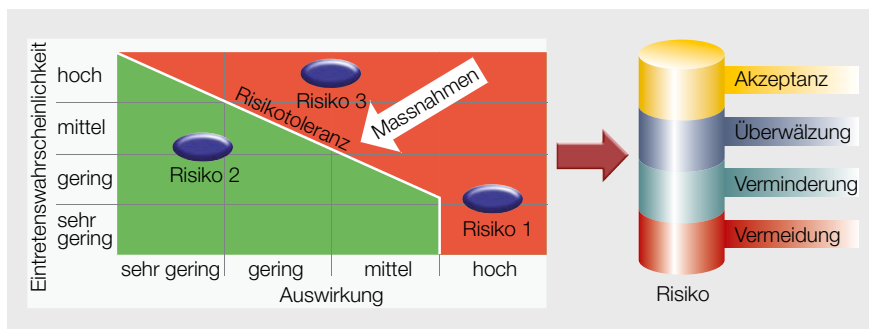 Eintretenswahrscheinlichkeit
hoch
mittel
gering
sehr
gering
Risikotoleranz
Risiko 3
Massnahmen
Risiko 2
Risiko 1
sehr gering
gering
mittel
hoch
Auswirkung
Akzeptanz
Überwälzung
Verminderung
Vermeidung
Risiko